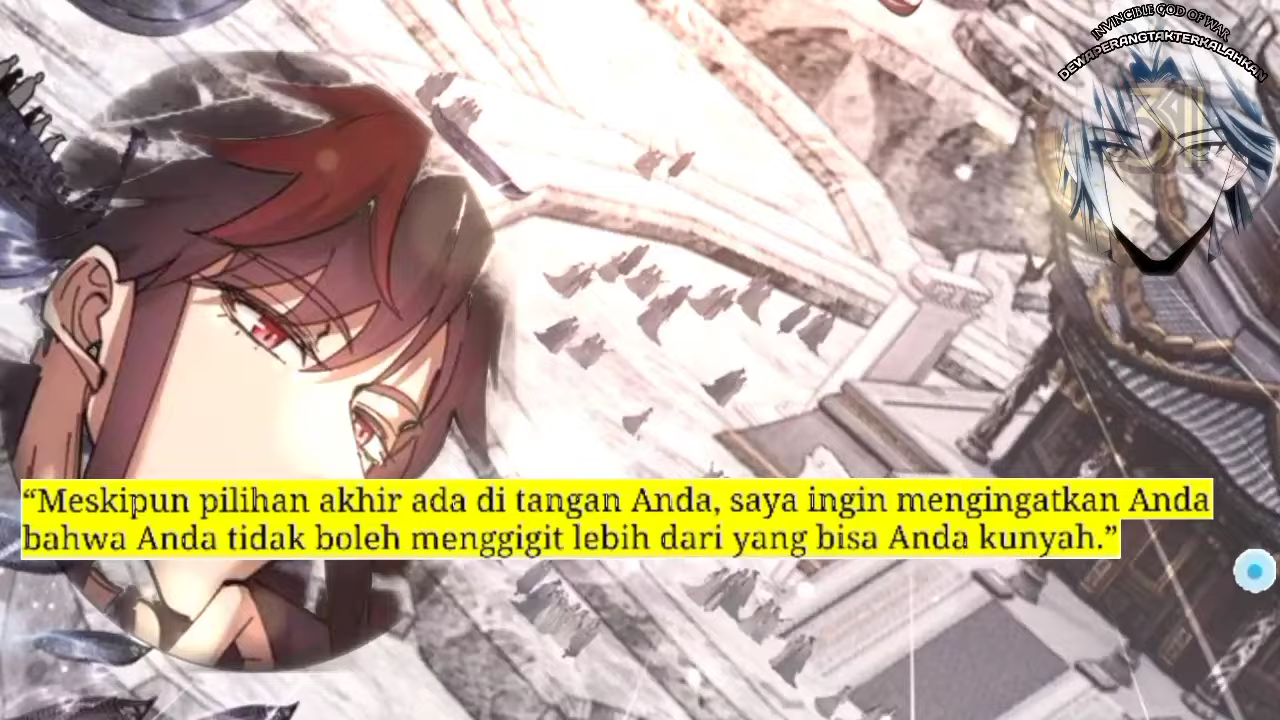 INVINCIBLE GOD OF WAR
DEWAPERANGTAKTERKALAHKAN
31
“Meskipun pilihan akhir ada di tangan Anda, saya ingin mengingatkan Anda
bahwa Anda tidak boleh menggigit lebih dari yang bisa Anda kunyah.”